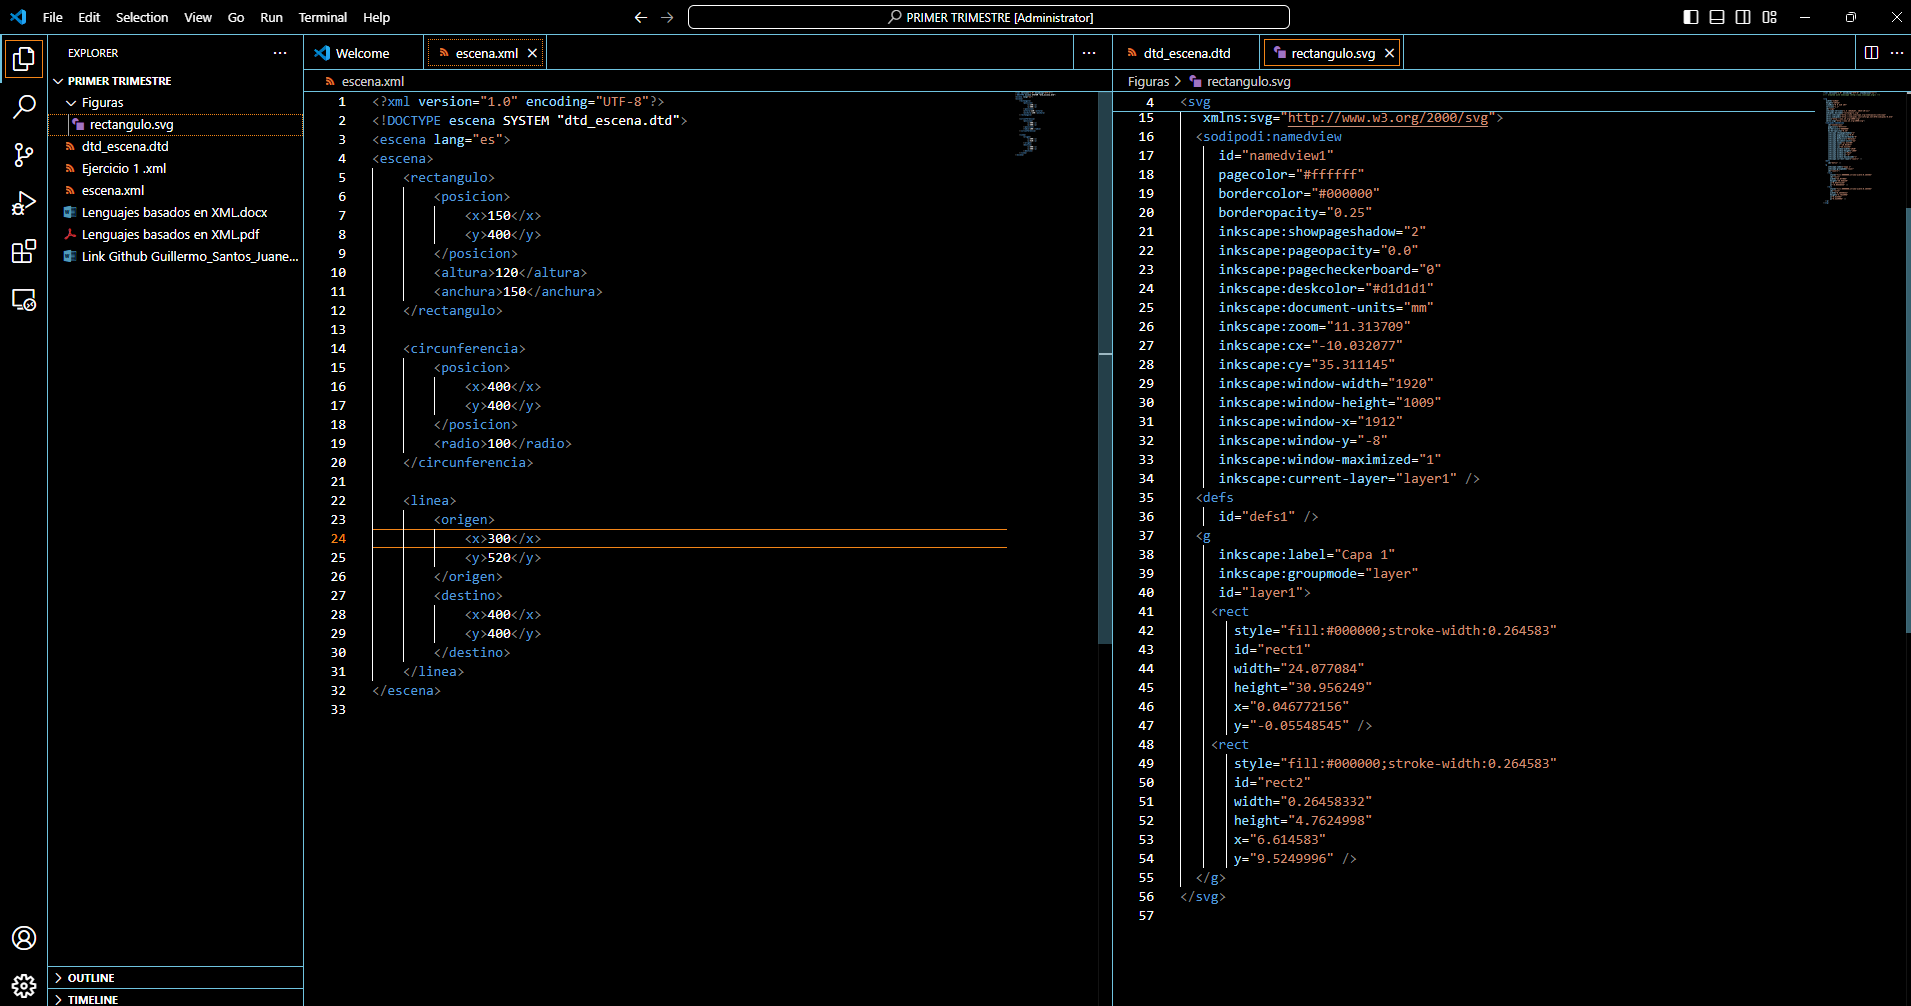 File Edit Selection View Go Run Terminal Help
PRIMER TRIMESTRE [Administrator]
EXPLORER
PRIMER TRIMESTRE
Figuras
rectangulo.svg
dtd_escena.dtd
Ejercicio 1 .xml
escena.xml
Lenguajes basados en XML.docx
Lenguajes basados en XML.pdf
Link Github Guillermo_Santos_Juane...
OUTLINE
TIMELINE
Welcome
escena.xml
escena.xml
1 <?xml version="1.0" encoding="UTF-8"?>
2 <!DOCTYPE escena SYSTEM "dtd_escena.dtd">
3 <escena lang="es">
4 <escena>
5 <rectangulo>
6 <posicion>
7 <x>150</x>
8 <y>400</y>
9 </posicion>
10 <altura>120</altura>
11 <anchura>150</anchura>
12 </rectangulo>
13
14 <circunferencia>
15 <posicion>
16 <x>400</x>
17 <y>400</y>
18 </posicion>
19 <radio>100</radio>
20 </circunferencia>
21
22 <linea>
23 <origen>
24 <x>300</x>
25 <y>520</y>
26 </origen>
27 <destino>
28 <x>400</x>
29 <y>400</y>
30 </destino>
31 </linea>
32 </escena>
33
dtd_escena.dtd
rectangulo.svg
Figuras > rectangulo.svg
4 <svg
15 xmlns:svg="http://www.w3.org/2000/svg">
16 <sodipodi:namedview
17 id="namedview1"
18 pagecolor="#ffffff"
19 bordercolor="#000000"
20 borderopacity="0.25"
21 inkscape:showpageshadow="2"
22 inkscape:pageopacity="0.0"
23 inkscape:pagecheckerboard="0"
24 inkscape:deskcolor="#d1d1d1"
25 inkscape:document-units="mm"
26 inkscape:zoom="11.313709"
27 inkscape:cx="-10.032077"
28 inkscape:cy="35.311145"
29 inkscape:window-width="1920"
30 inkscape:window-height="1009"
31 inkscape:window-x="1912"
32 inkscape:window-y="-8"
33 inkscape:window-maximized="1"
34 inkscape:current-layer="layer1" />
35 <defs
36 id="defs1" />
37 <g
38 inkscape:label="Capa 1"
39 inkscape:groupmode="layer"
40 id="layer1">
41 <rect
42 style="fill:#000000;stroke-width:0.264583"
43 id="rect1"
44 width="24.077084"
45 height="30.956249"
46 x="0.046772156"
47 y="-0.05548545" />
48 <rect
49 style="fill:#000000;stroke-width:0.264583"
50 id="rect2"
51 width="0.26458332"
52 height="4.7624998"
53 x="6.614583"
54 y="9.5249996" />
55 </g>
56 </svg>
57